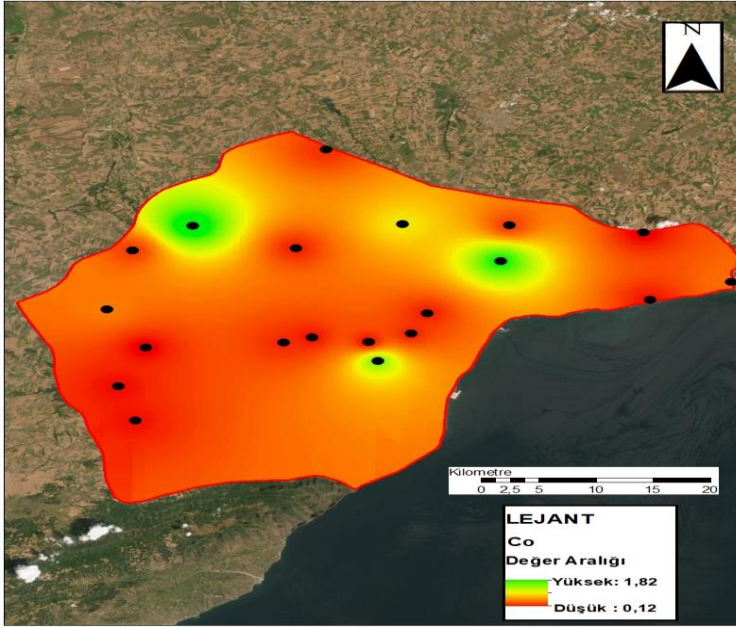 N
Kilometre
0 2,5 5 10 15 20
LEJANT
Co
Değer Aralığı
Yüksek: 1,82
Düşük : 0,12